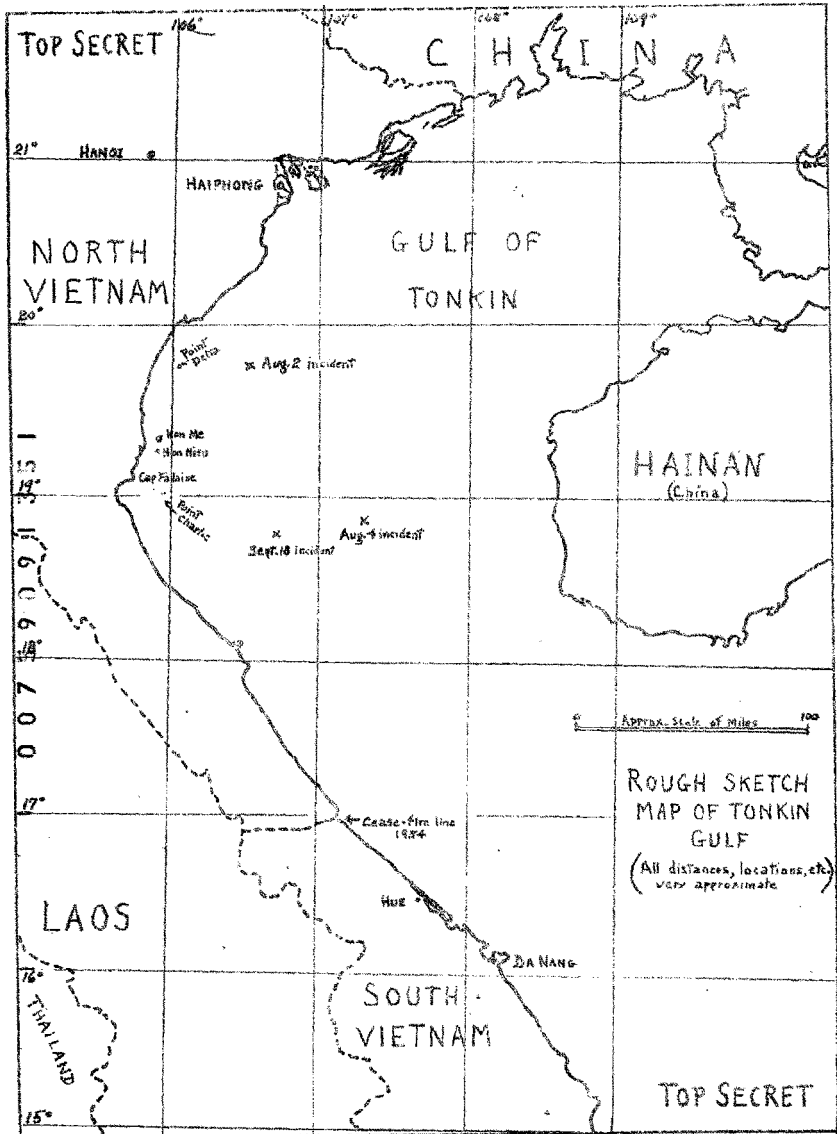 TOP SECRET
106°
107°
108°
109°
CHINA
21°
HANOI
HAIPHONG
NORTH
VIETNAM
GULF OF
TONKIN
20°
Point
Delta
Aug. 2 incident
Hon Me
Hon Nieu
Cap Falaise
19°
Point
Charlie
Sept. 18 incident
Aug. 4 incident
HAINAN
(China)
18°
0
Approx. scale of Miles
100
17°
Cease-fire line
1954
ROUGH SKETCH
MAP OF TONKIN
GULF
(All distances, locations, etc.
very approximate)
HUE
LAOS
DA NANG
16°
SOUTH
VIETNAM
THAILAND
15°
TOP SECRET